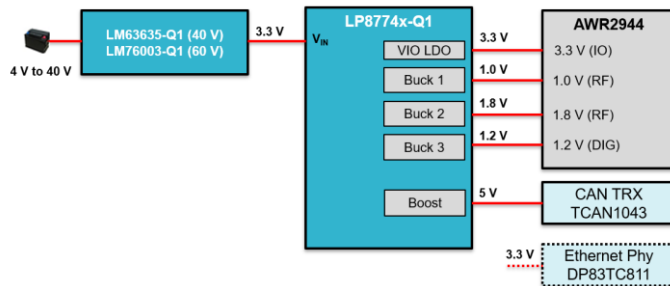 4 V to 40 V
LM63635-Q1 (40 V)
LM76003-Q1 (60 V)
3.3 V
LP8774x-Q1
VIN
VIO LDO
Buck 1
Buck 2
Buck 3
Boost
3.3 V
1.0 V
1.8 V
1.2 V
5 V
AWR2944
3.3 V (IO)
1.0 V (RF)
1.8 V (RF)
1.2 V (DIG)
CAN TRX
TCAN1043
3.3 V
Ethernet Phy
DP83TC811